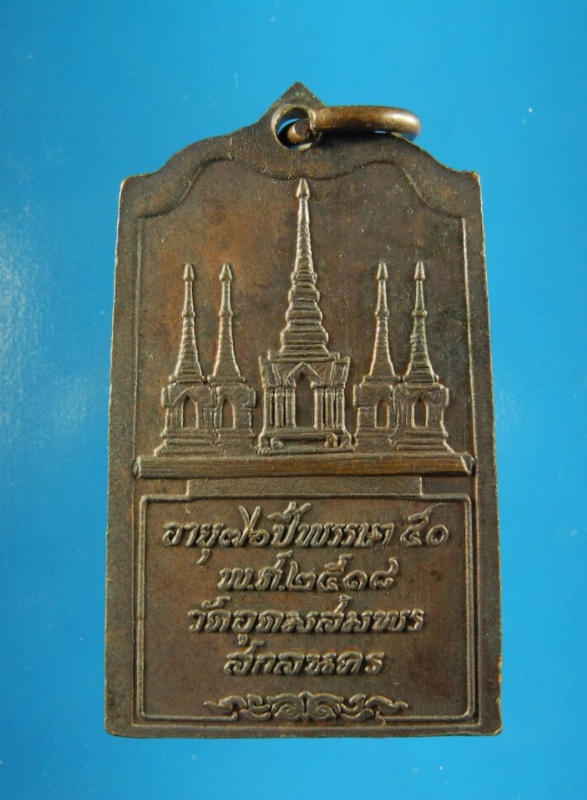 อายุ๗๖ปีพรรษา ๕๐
พ.ศ.๒๕๑๘
วัดอุดมสมพร
สกลนคร